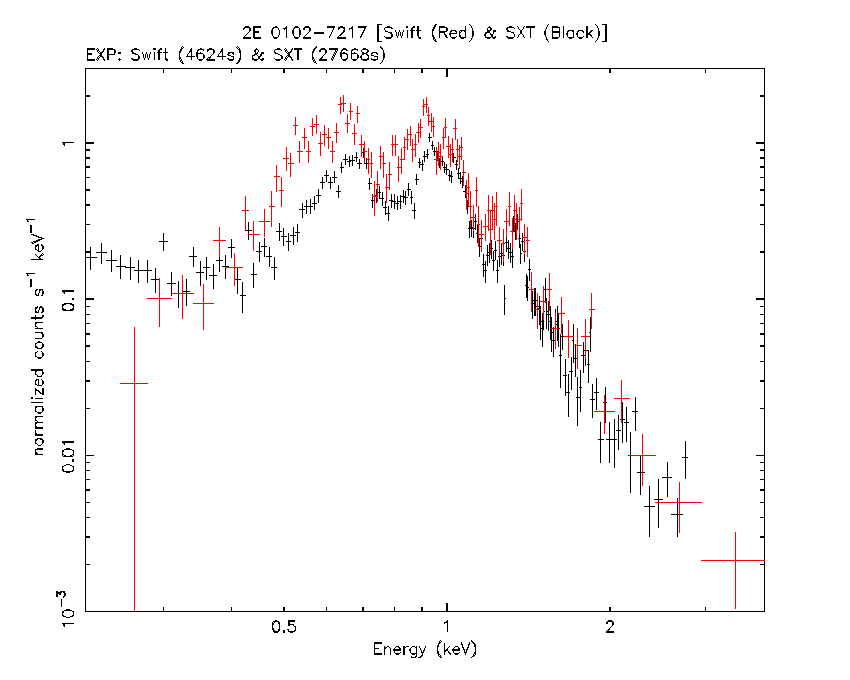 2E 0102-7217 [Swift (Red) & SXT (Black)]
EXP: Swift (4624s) & SXT (27668s)
normalized counts s⁻¹ keV⁻¹
1
0.1
0.01
10⁻³
0.5
1
2
Energy (keV)